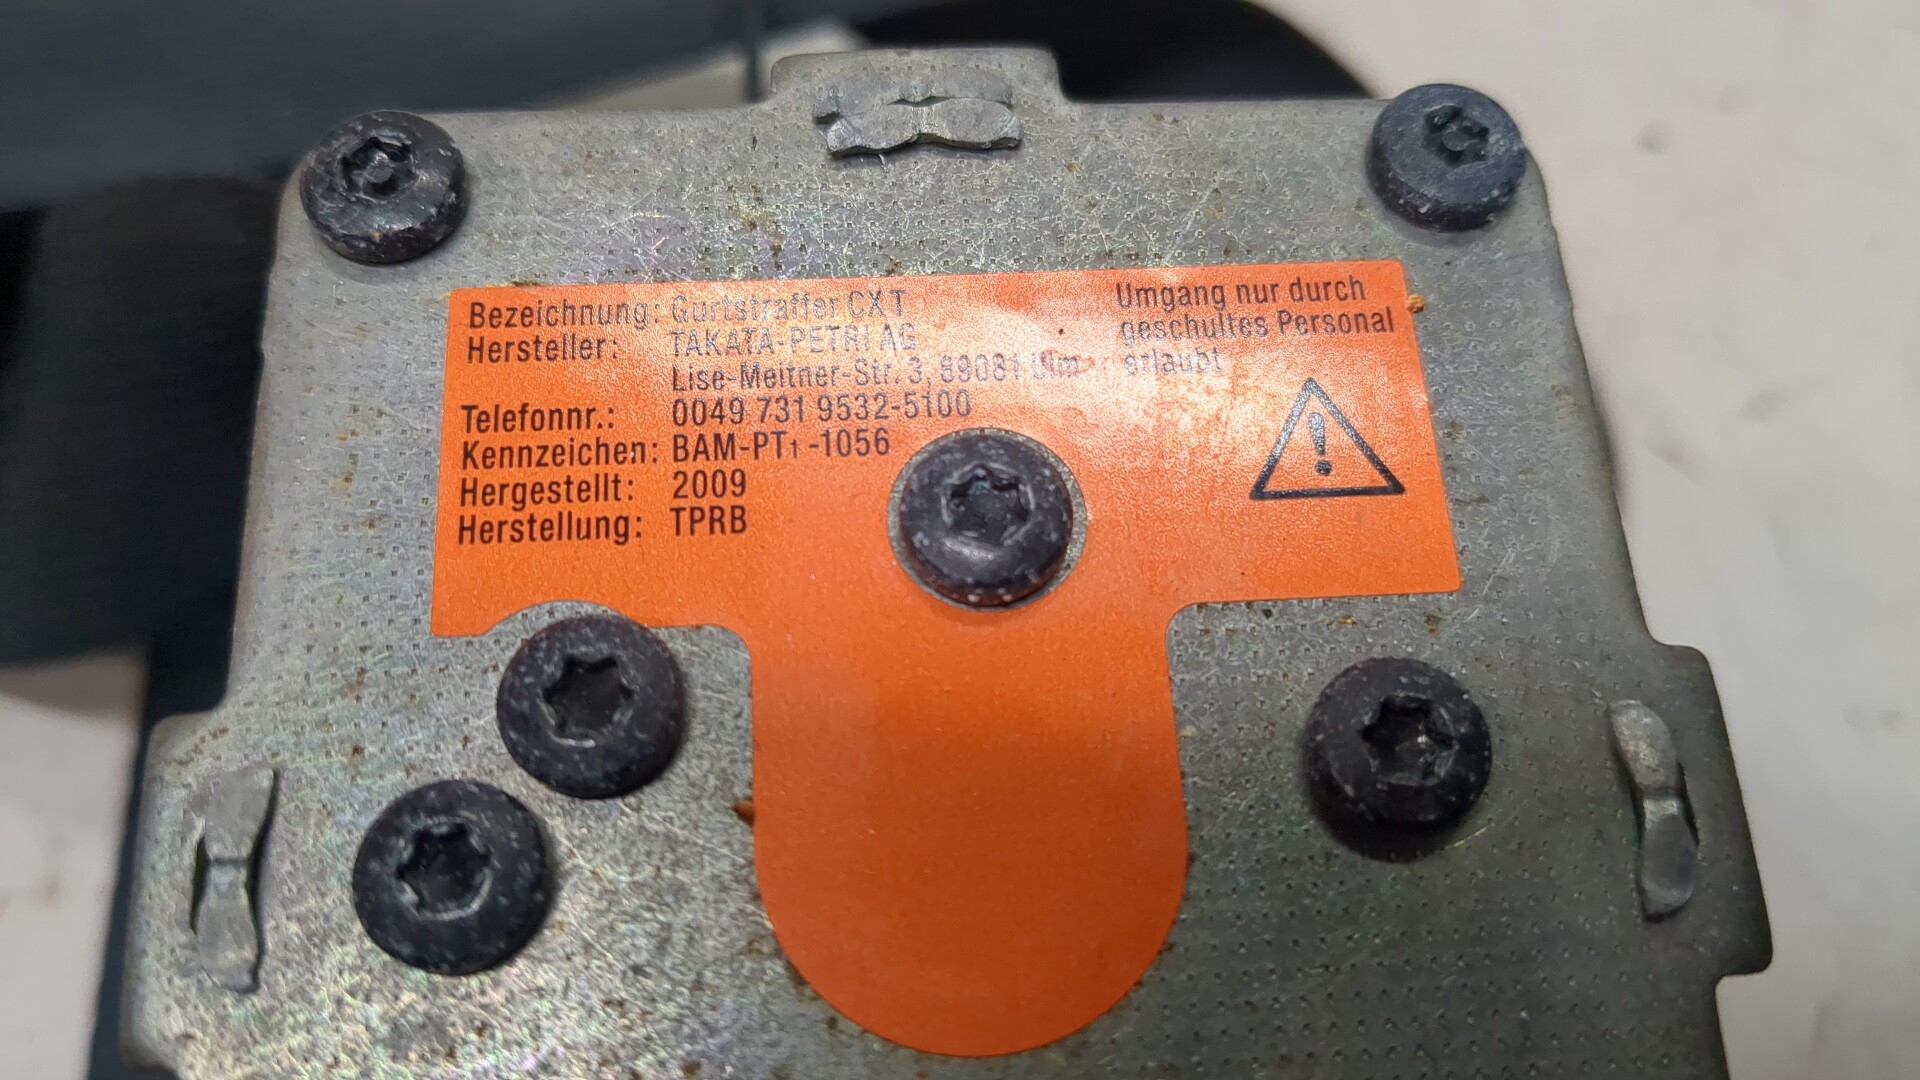 Bezeichnung: Gurtstraffer CX T
Hersteller: TAKATA-PETRI AG
Lise-Meitner-Str. 3, 89081 Ulm
Telefonnr.: 0049 731 9532-5100
Kennzeichen: BAM-PT1-1056
Hergestellt: 2009
Herstellung: TPRB
Umgang nur durch
geschultes Personal
erlaubt
!